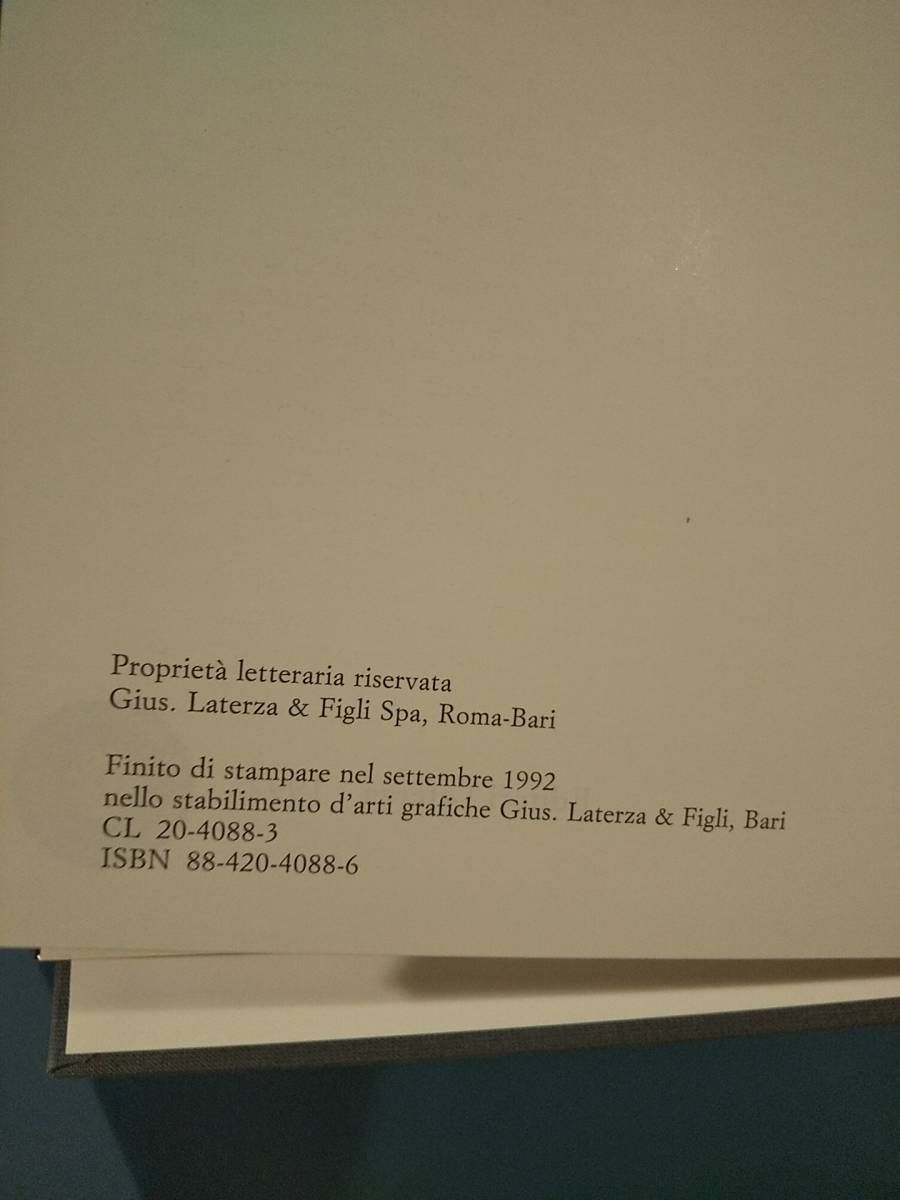 Proprietà letteraria riservata
Gius. Laterza & Figli Spa, Roma-Bari
Finito di stampare nel settembre 1992
nello stabilimento d'arti grafiche Gius. Laterza & Figli, Bari
CL 20-4088-3
ISBN 88-420-4088-6